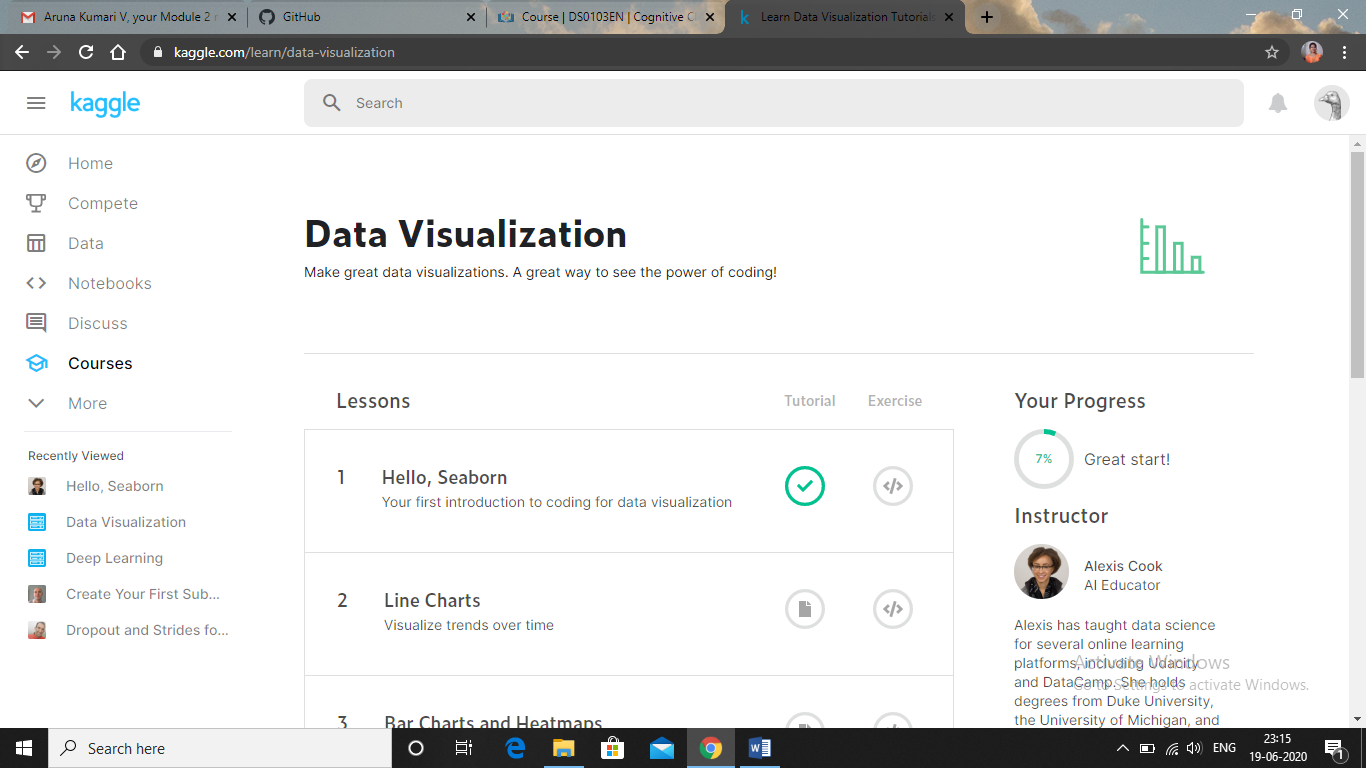 Aruna Kumari V, your Module 2
GitHub
Course | DS0103EN | Cognitive
Learn Data Visualization Tutorials
kaggle.com/learn/data-visualization
kaggle
Search
Home
Compete
Data
Notebooks
Discuss
Courses
More
Recently Viewed
Hello, Seaborn
Data Visualization
Deep Learning
Create Your First Sub...
Dropout and Strides fo...
Data Visualization
Make great data visualizations. A great way to see the power of coding!
Lessons
Tutorial
Exercise
1
Hello, Seaborn
Your first introduction to coding for data visualization
2
Line Charts
Visualize trends over time
3
Bar Charts and Heatmaps
Your Progress
7%
Great start!
Instructor
Alexis Cook
AI Educator
Alexis has taught data science
for several online learning
platforms, including Udacity
and DataCamp. She holds
degrees from Duke University,
the University of Michigan, and
Activate Windows
Go to Settings to activate Windows.
Search here
ENG
23:15
19-06-2020
1